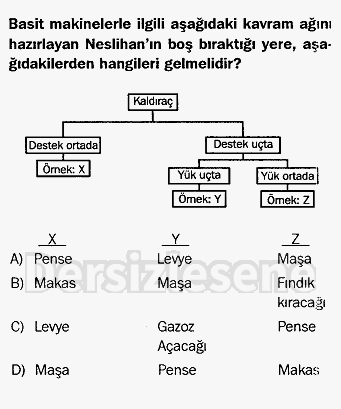 Basit makinelerle ilgili aşağıdaki kavram ağını
hazırlayan Neslihan'ın boş bıraktığı yere, aşa-
ğıdakilerden hangileri gelmelidir?
Kaldıraç
Destek ortada
Destek uçta
Örnek: X
Yük uçta
Yük ortada
Örnek: Y
Örnek: Z
X Y Z
A) Pense Levye Maşa
Dersizlesene
B) Makas Maşa Fındık
kıracağı
C) Levye Gazoz Pense
Açacağı
D) Maşa Pense Makas